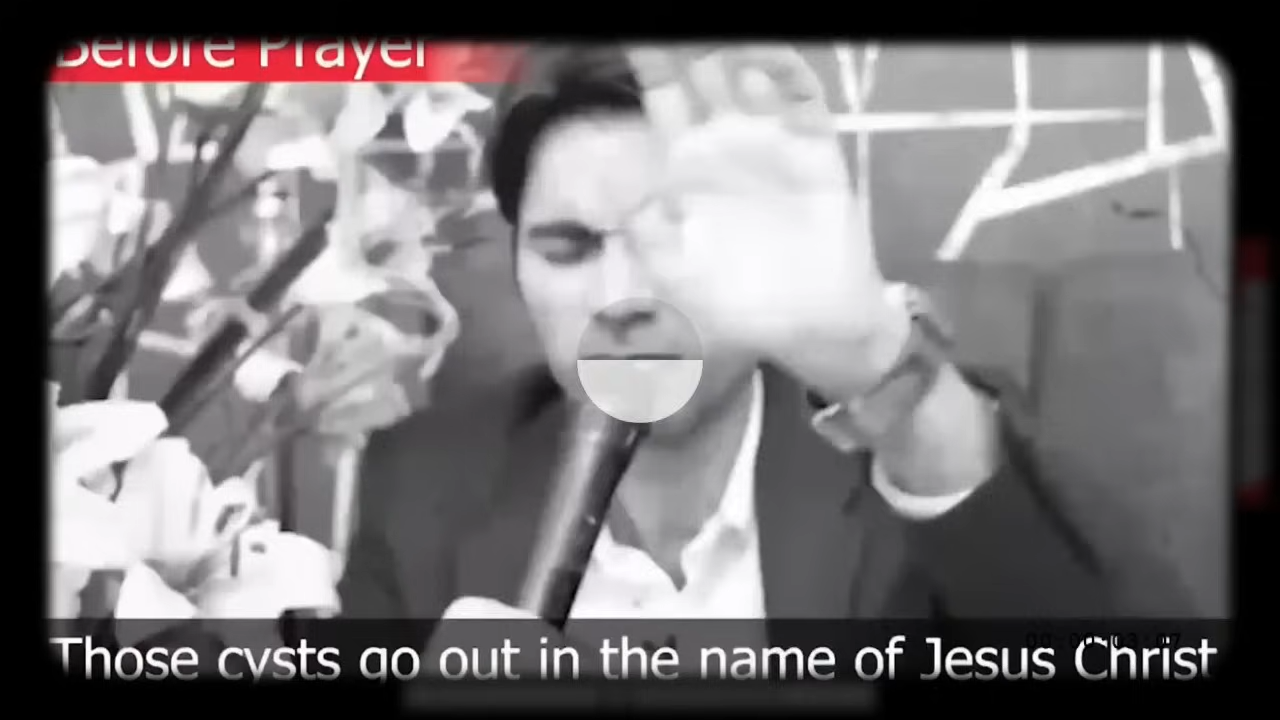 Before Prayer
Those cysts go out in the name of Jesus Christ